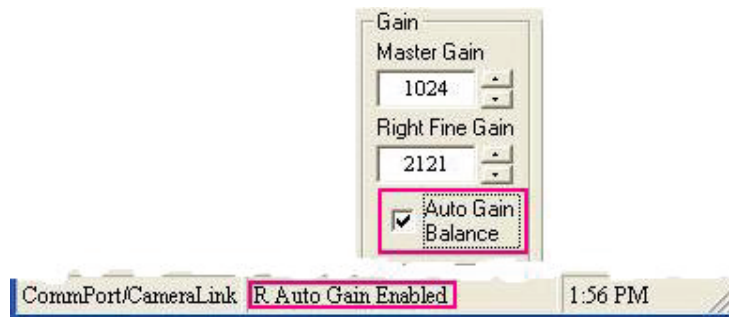 Gain
Master Gain
1024
Right Fine Gain
2121
Auto Gain
Balance
CommPort/CameraLink R Auto Gain Enabled 1:56 PM